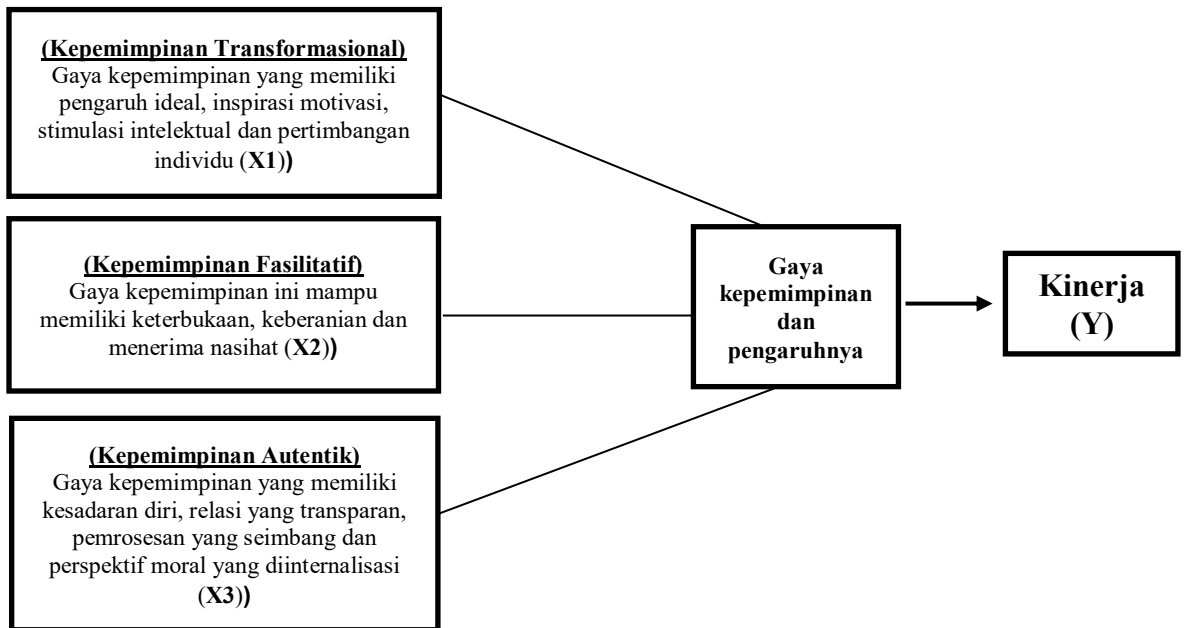 (Kepemimpinan Transformasional)
Gaya kepemimpinan yang memiliki
pengaruh ideal, inspirasi motivasi,
stimulasi intelektual dan pertimbangan
individu (X1))
(Kepemimpinan Fasilitatif)
Gaya kepemimpinan ini mampu
memiliki keterbukaan, keberanian dan
menerima nasihat (X2))
(Kepemimpinan Autentik)
Gaya kepemimpinan yang memiliki
kesadaran diri, relasi yang transparan,
pemrosesan yang seimbang dan
perspektif moral yang diinternalisasi
(X3))
Gaya
kepemimpinan
dan
pengaruhnya
Kinerja
(Y)